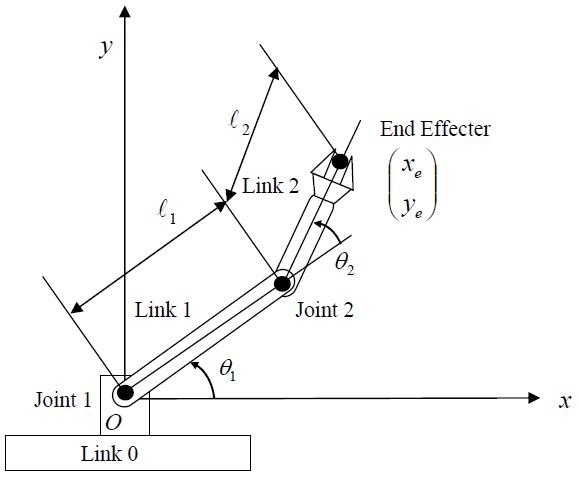 y
ℓ₂
End Effecter
xₑ
yₑ
Link 2
ℓ₁
θ₂
Link 1
Joint 2
θ₁
Joint 1
x
O
Link 0